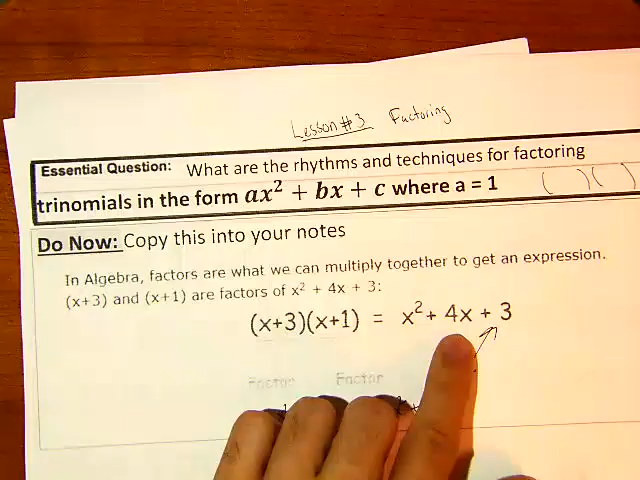 Lesson #3 Factoring
Essential Question: What are the rhythms and techniques for factoring
trinomials in the form ax² + bx + c where a = 1 ( )( )
Do Now: Copy this into your notes
In Algebra, factors are what we can multiply together to get an expression.
(x+3) and (x+1) are factors of x² + 4x + 3:
(x+3)(x+1) = x² + 4x + 3
Factor Factor